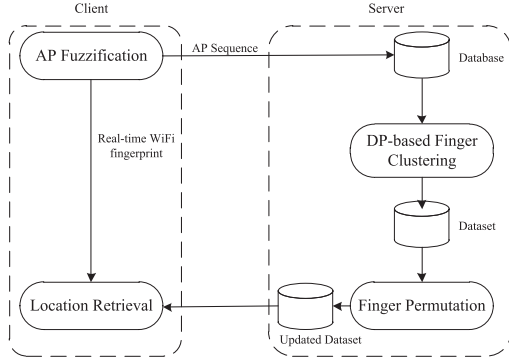 Client
Server
AP Fuzzification
AP Sequence
Database
Real-time WiFi
fingerprint
DP-based Finger
Clustering
Dataset
Location Retrieval
Finger Permutation
Updated Dataset